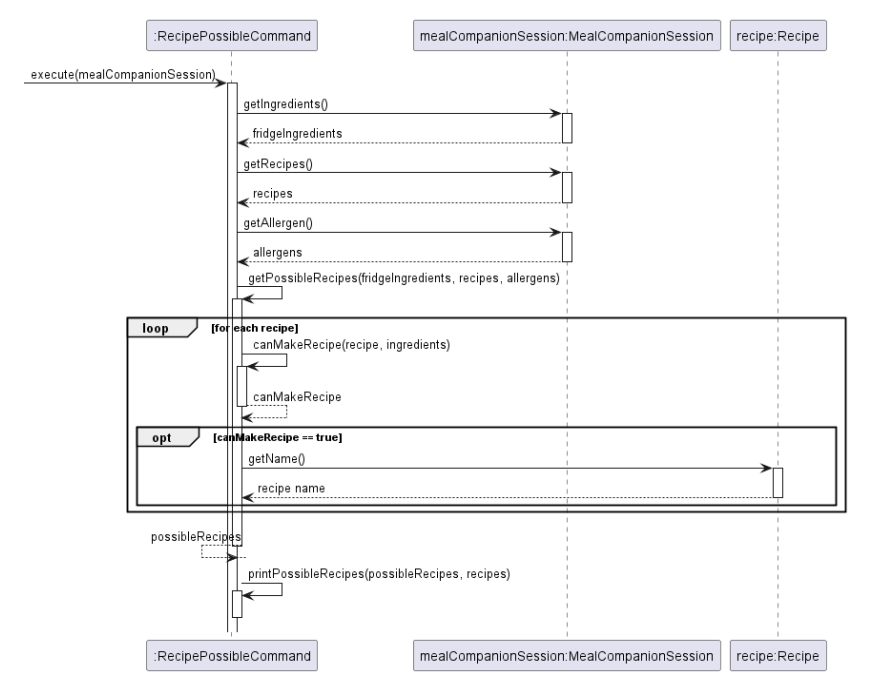 :RecipePossibleCommand
mealCompanionSession:MealCompanionSession
recipe:Recipe
execute(mealCompanionSession)
getIngredients()
fridgeIngredients
getRecipes()
recipes
getAllergen()
allergens
getPossibleRecipes(fridgeIngredients, recipes, allergens)
loop
[for each recipe]
canMakeRecipe(recipe, ingredients)
canMakeRecipe
opt
[canMakeRecipe == true]
getName()
recipe name
possibleRecipes
printPossibleRecipes(possibleRecipes, recipes)
:RecipePossibleCommand
mealCompanionSession:MealCompanionSession
recipe:Recipe